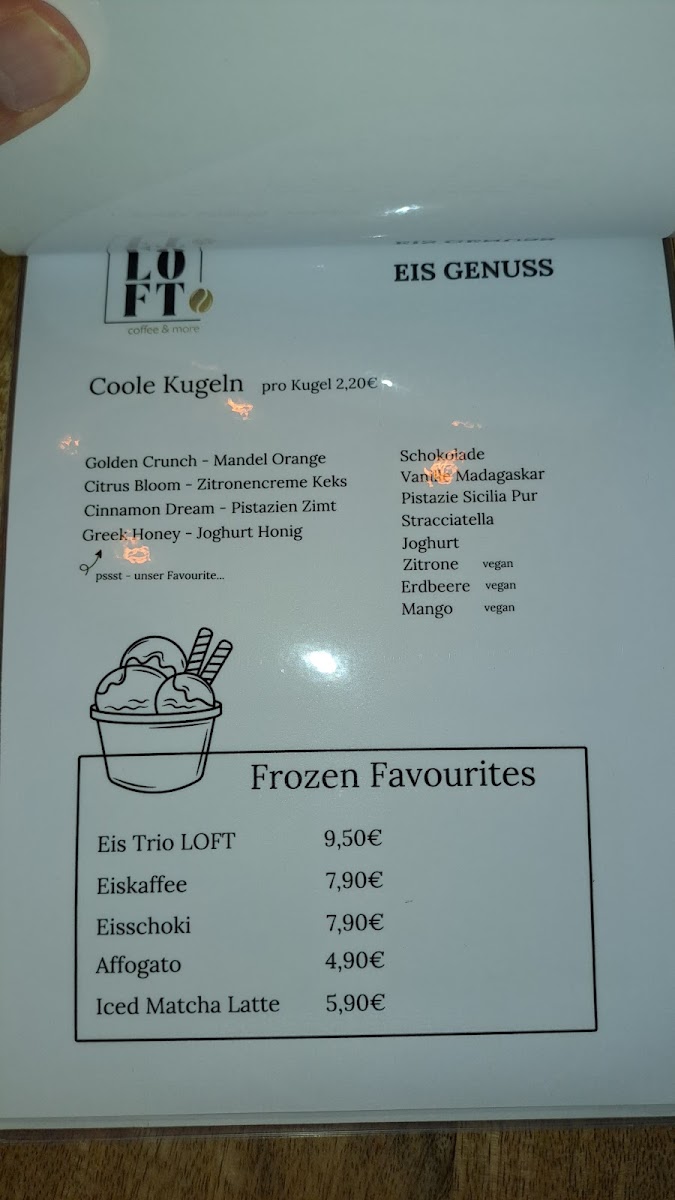 LO
FT
coffee & more
EIS GENUSS
Coole Kugeln pro Kugel 2,20€
Golden Crunch - Mandel Orange
Citrus Bloom - Zitronencreme Keks
Cinnamon Dream - Pistazien Zimt
Greek Honey - Joghurt Honig
pssst - unser Favourite...
Schokolade
Vanille Madagaskar
Pistazie Sicilia Pur
Stracciatella
Joghurt
Zitrone vegan
Erdbeere vegan
Mango vegan
Frozen Favourites
Eis Trio LOFT 9,50€
Eiskaffee 7,90€
Eisschoki 7,90€
Affogato 4,90€
Iced Matcha Latte 5,90€